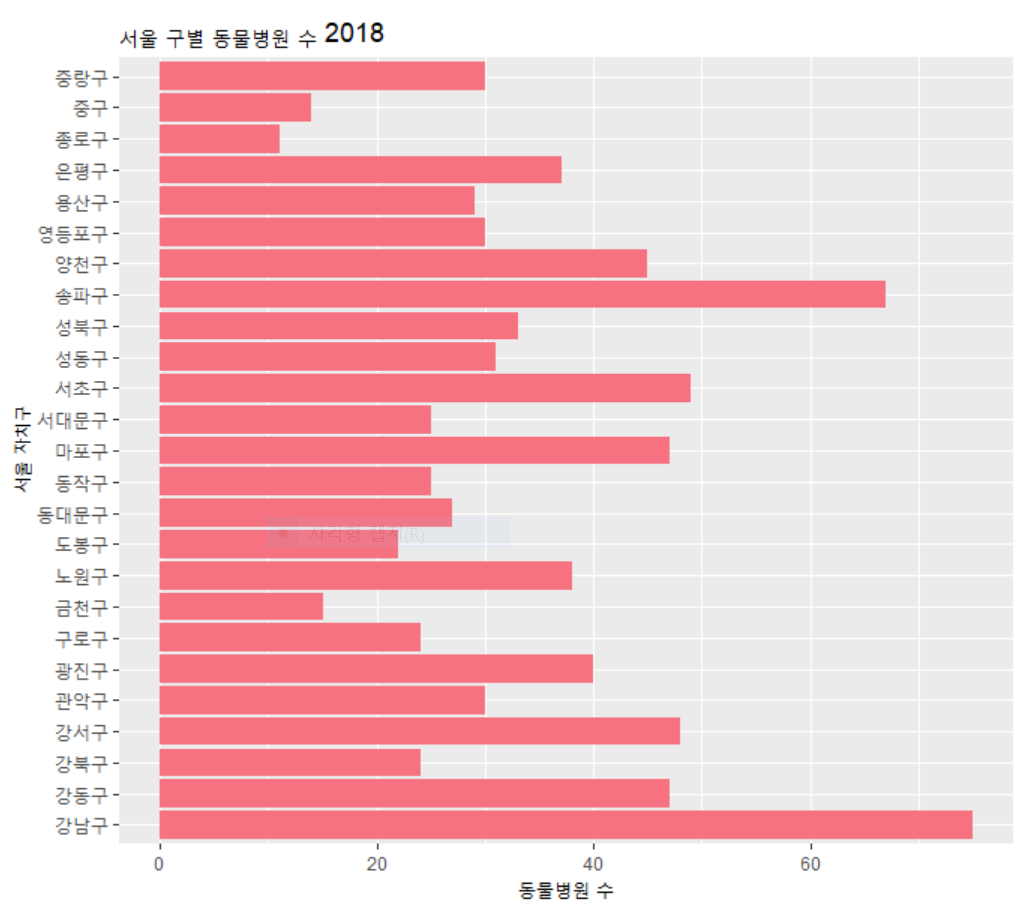 서울 구별 동물병원 수 2018
중랑구
중구
종로구
은평구
용산구
영등포구
양천구
송파구
성북구
성동구
서초구
서대문구
마포구
동작구
동대문구
도봉구
노원구
금천구
구로구
광진구
관악구
강서구
강북구
강동구
강남구
서울 자치구
사각형 캡처(R)
0 20 40 60
동물병원 수